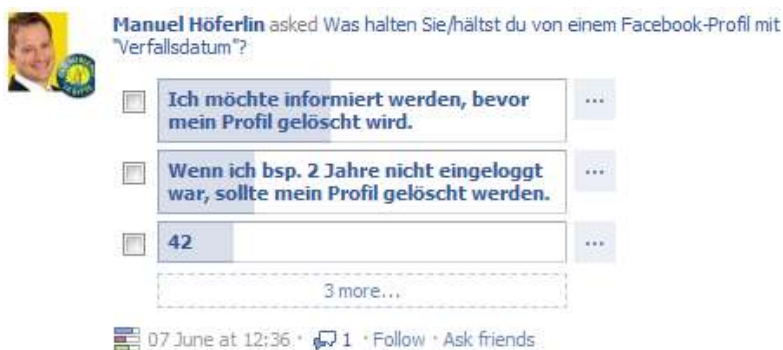 Manuel Höferlin asked Was halten Sie/hältst du von einem Facebook-Profil mit
"Verfallsdatum"?
Ich möchte informiert werden, bevor
mein Profil gelöscht wird.
...
Wenn ich bsp. 2 Jahre nicht eingeloggt
war, sollte mein Profil gelöscht werden.
...
42
...
3 more...
07 June at 12:36 · 1 · Follow · Ask friends